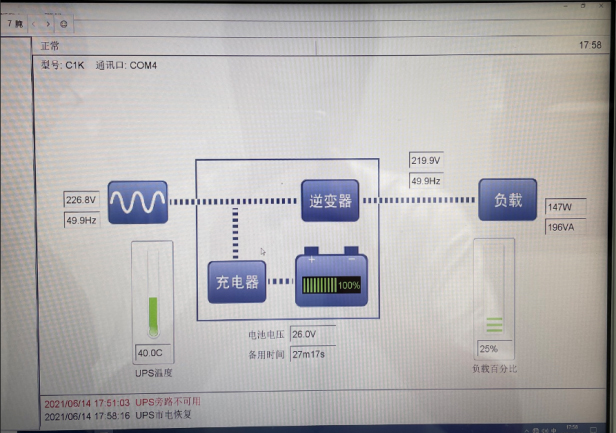 7
正常
17:58
型号: C1K 通讯口: COM4
219.9V
49.9Hz
226.8V
49.9Hz
逆变器
负载
147W
196VA
充电器
+ −
100%
电池电压 26.0V
备用时间 27m17s
40.0C
UPS温度
25%
负载百分比
2021/06/14 17:51:03 UPS旁路不可用
2021/06/14 17:58:16 UPS市电恢复